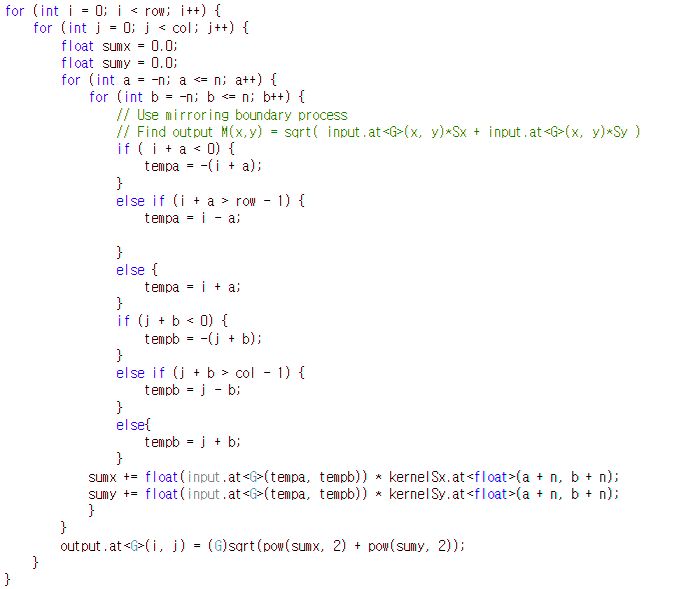 for (int i = 0; i < row; i++) {
    for (int j = 0; j < col; j++) {
        float sumx = 0.0;
        float sumy = 0.0;
        for (int a = -n; a <= n; a++) {
            for (int b = -n; b <= n; b++) {
                // Use mirroring boundary process
                // Find output M(x,y) = sqrt( input.at<G>(x, y)*Sx + input.at<G>(x, y)*Sy )
                if ( i + a < 0) {
                    tempa = -(i + a);
                }
                else if (i + a > row - 1) {
                    tempa = i - a;

                }
                else {
                    tempa = i + a;
                }
                if (j + b < 0) {
                    tempb = -(j + b);
                }
                else if (j + b > col - 1) {
                    tempb = j - b;
                }
                else{
                    tempb = j + b;
                }
            sumx += float(input.at<G>(tempa, tempb)) * kernelSx.at<float>(a + n, b + n);
            sumy += float(input.at<G>(tempa, tempb)) * kernelSy.at<float>(a + n, b + n);
            }
        }
        output.at<G>(i, j) = (G)sqrt(pow(sumx, 2) + pow(sumy, 2));
    }
}